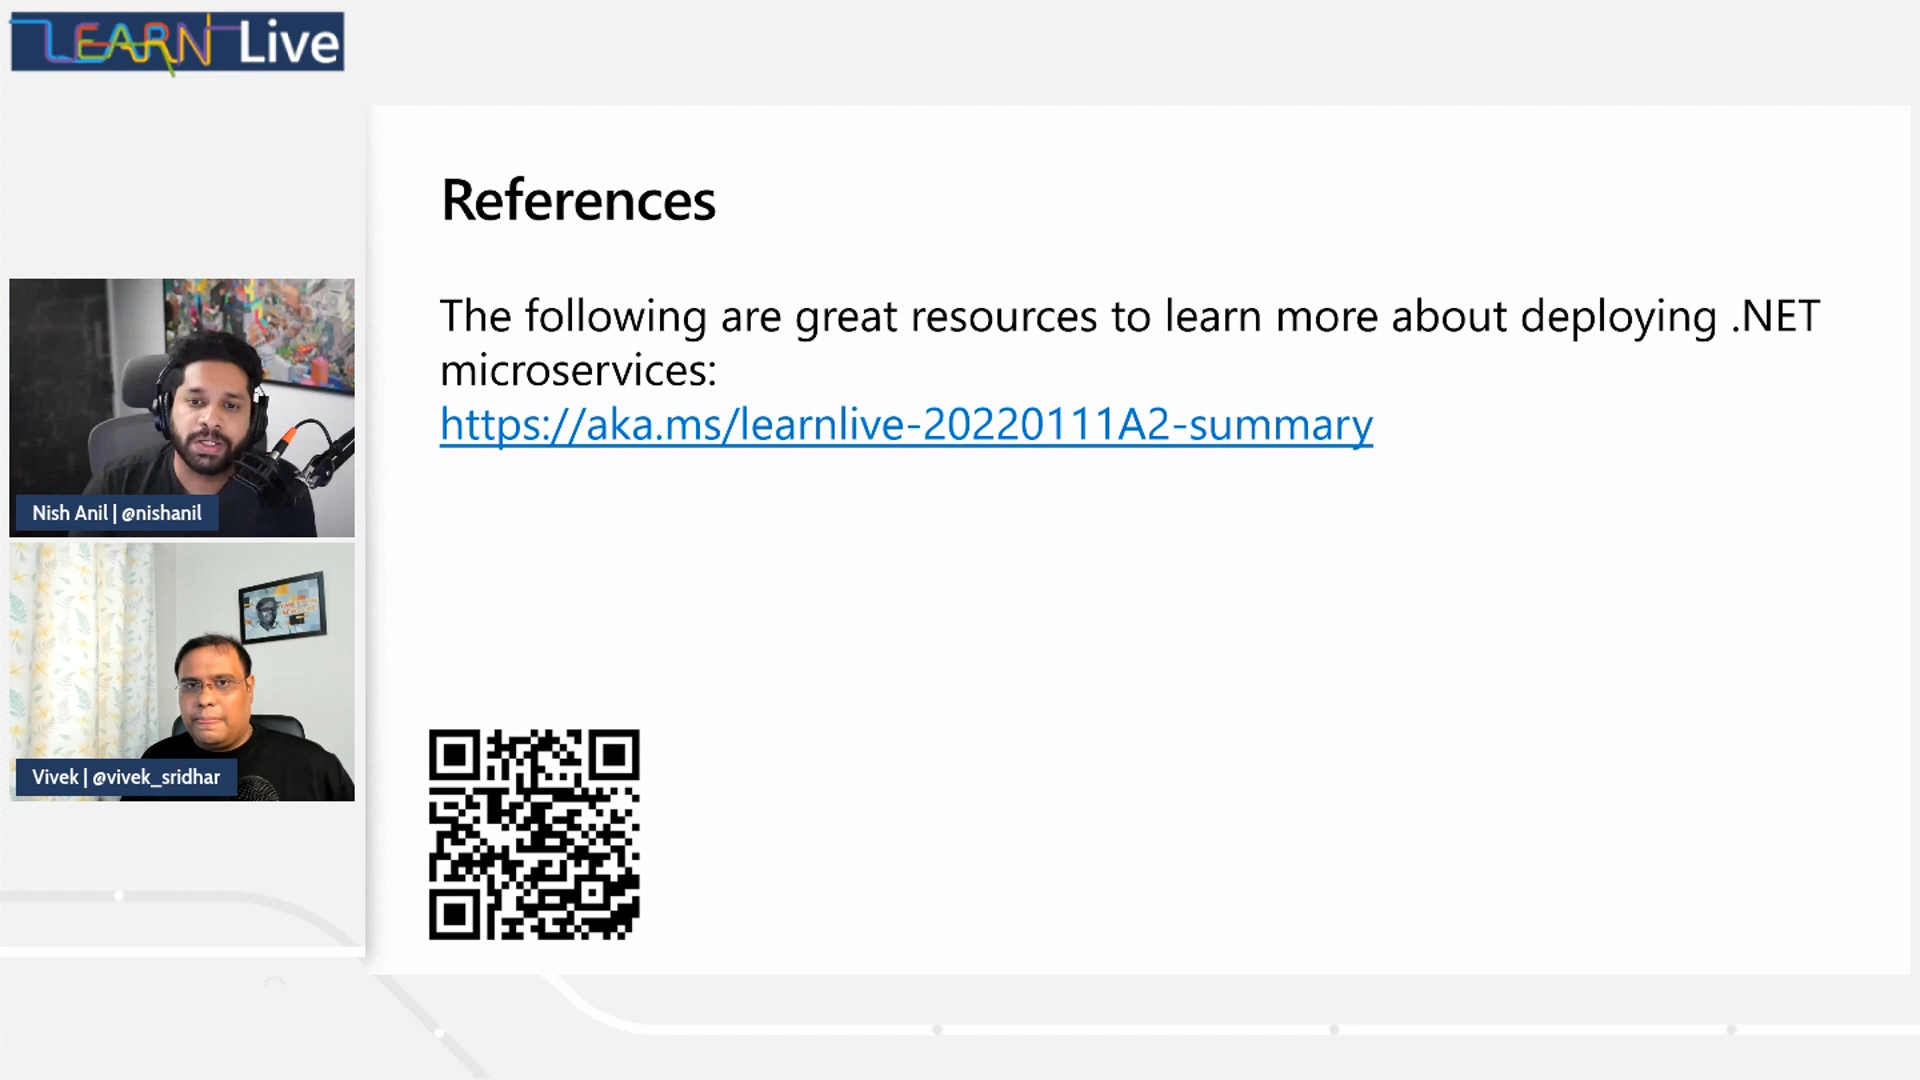 LEARN Live
References
The following are great resources to learn more about deploying .NET
microservices:
https://aka.ms/learnlive-20220111A2-summary
Nish Anil | @nishanil
Vivek | @vivek_sridhar